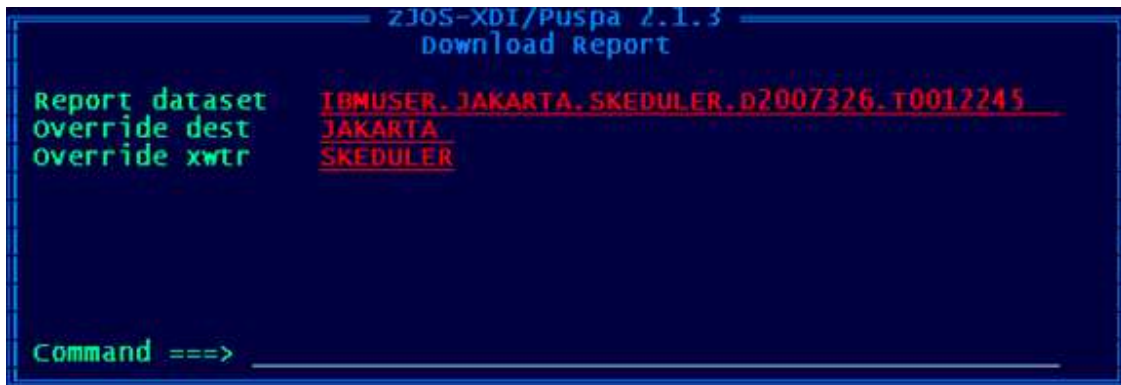 zJOS-XDI/Puspa 2.1.3
Download Report
Report dataset IBMUSER.JAKARTA.SKEDULER.D2007326.T0012245
Override dest JAKARTA
Override xwtr SKEDULER
Command ===>